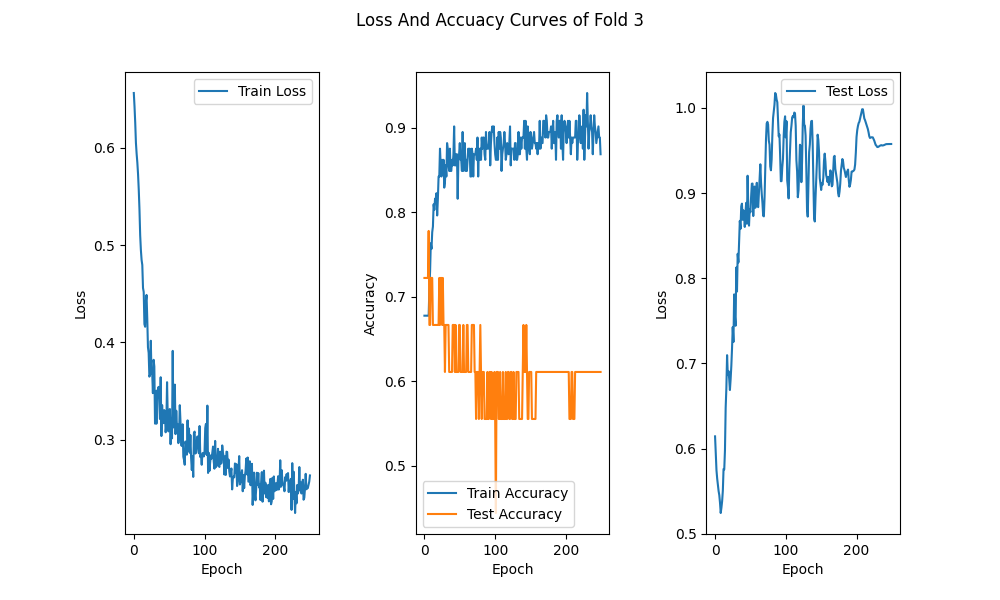 Loss And Accuacy Curves of Fold 3
Loss
0.6
0.5
0.4
0.3
0
100
200
Epoch
Train Loss
Accuracy
0.9
0.8
0.7
0.6
0.5
0
100
200
Epoch
Train Accuracy
Test Accuracy
Loss
1.0
0.9
0.8
0.7
0.6
0.5
0
100
200
Epoch
Test Loss